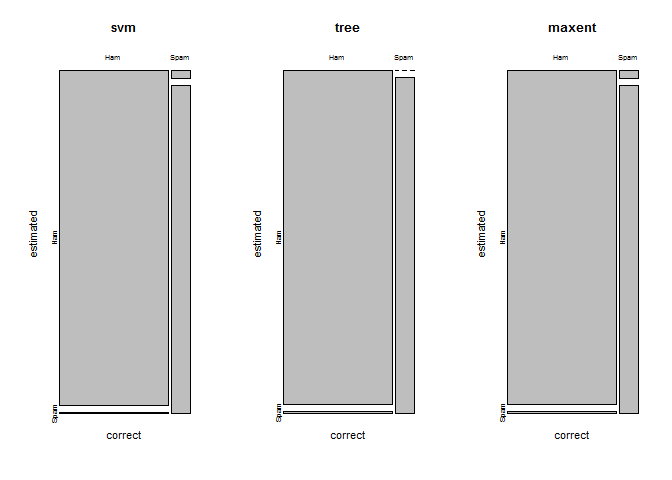 svm
Ham Spam
estimated
Ham
Spam
correct
tree
Ham Spam
estimated
Ham
Spam
correct
maxent
Ham Spam
estimated
Ham
Spam
correct